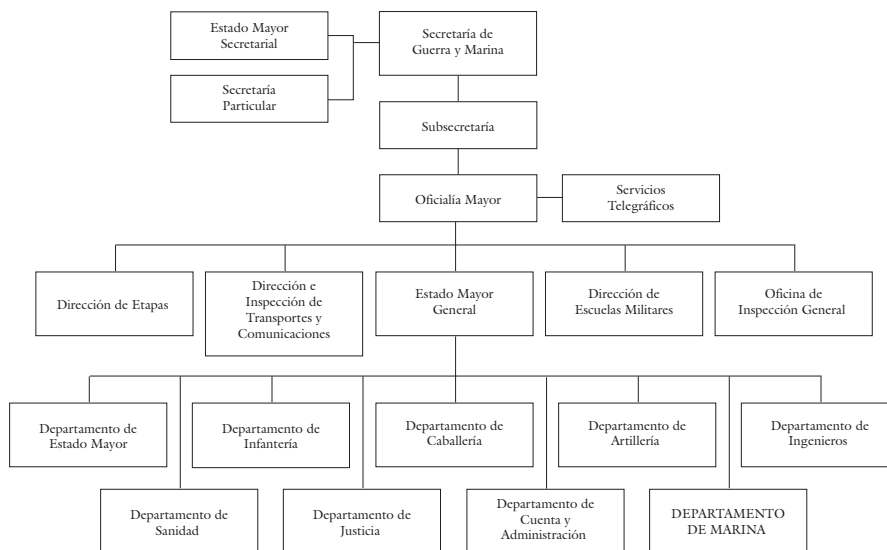 Estado Mayor
Secretarial
Secretaría de
Guerra y Marina
Secretaría
Particular
Subsecretaría
Oficialía Mayor
Servicios
Telegráficos
Dirección de Etapas
Dirección e
Inspección de
Transportes y
Comunicaciones
Estado Mayor
General
Dirección de
Escuelas Militares
Oficina de
Inspección General
Departamento de
Estado Mayor
Departamento de
Infantería
Departamento de
Caballería
Departamento de
Artillería
Departamento de
Ingenieros
Departamento de
Sanidad
Departamento de
Justicia
Departamento de
Cuenta y
Administración
DEPARTAMENTO
DE MARINA